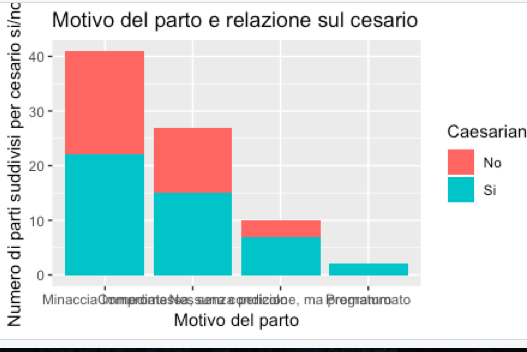 Motivo del parto e relazione sul cesario
Numero di parti suddivisi per cesario si/no
40
30
20
10
0
Minaccia
Motivo del parto
Caesarian
No
Si